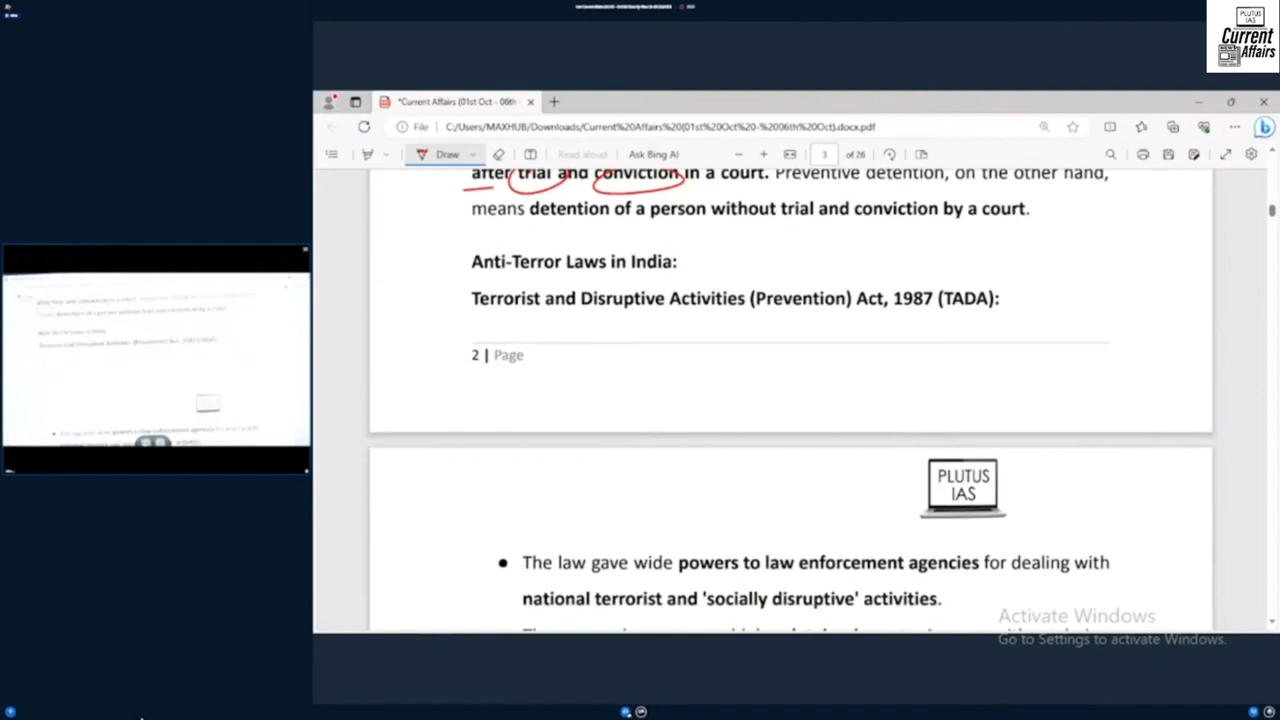 PLUTUS
IAS
Current
NEWS
Affairs
*Current Affairs (01st Oct - 06th
File
C:/Users/MAXHUB/Downloads/Current%20Affairs(01st%20Oct%20-%2006th%20Oct).docx.pdf
Draw
Read aloud
Ask Bing AI
3 of 26
after trial and conviction in a court. Preventive detention, on the other hand,
means detention of a person without trial and conviction by a court.
Anti-Terror Laws in India:
Terrorist and Disruptive Activities (Prevention) Act, 1987 (TADA):
2 | Page
PLUTUS
IAS
● The law gave wide powers to law enforcement agencies for dealing with
national terrorist and 'socially disruptive' activities.
Activate Windows
Go to Settings to activate Windows.